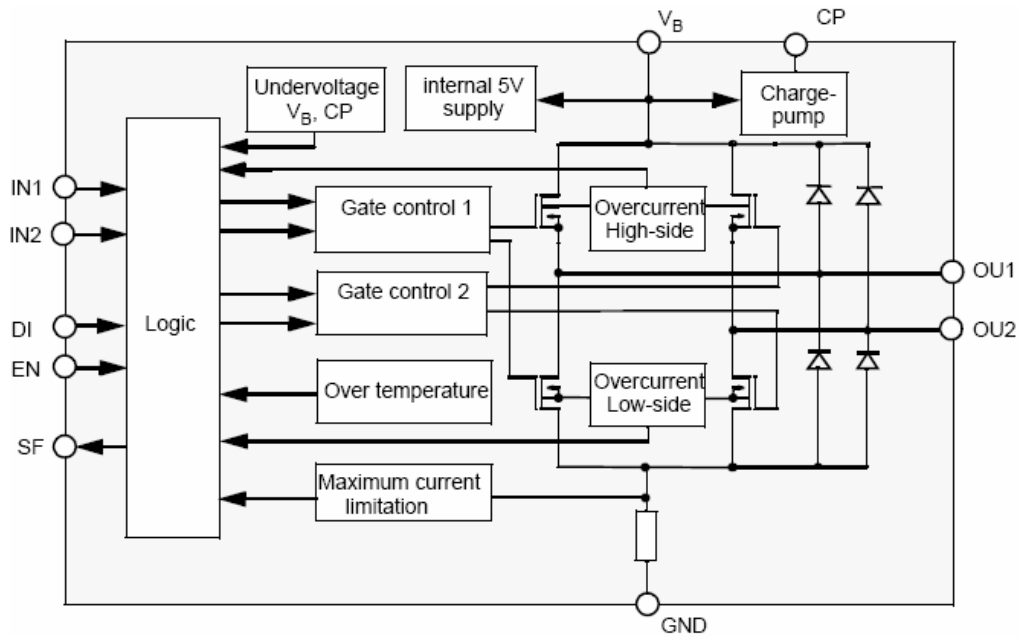 V_B
CP
Undervoltage
V_B, CP
internal 5V
supply
Charge-
pump
IN1
IN2
DI
EN
SF
Logic
Gate control 1
Overcurrent
High-side
Gate control 2
OU1
OU2
Over temperature
Overcurrent
Low-side
Maximum current
limitation
GND